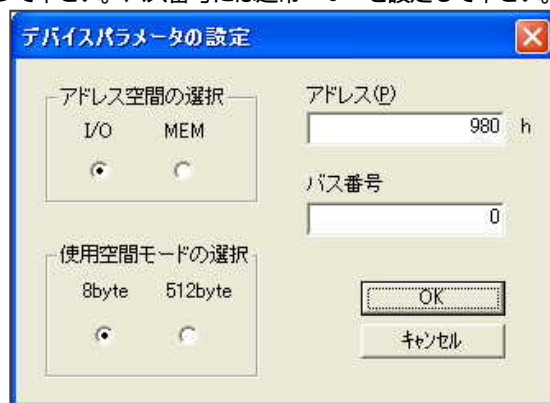 デバイスパラメータの設定
アドレス空間の選択
I/O MEM
アドレス(P)
980 h
バス番号
0
使用空間モードの選択
8byte 512byte
OK
キャンセル